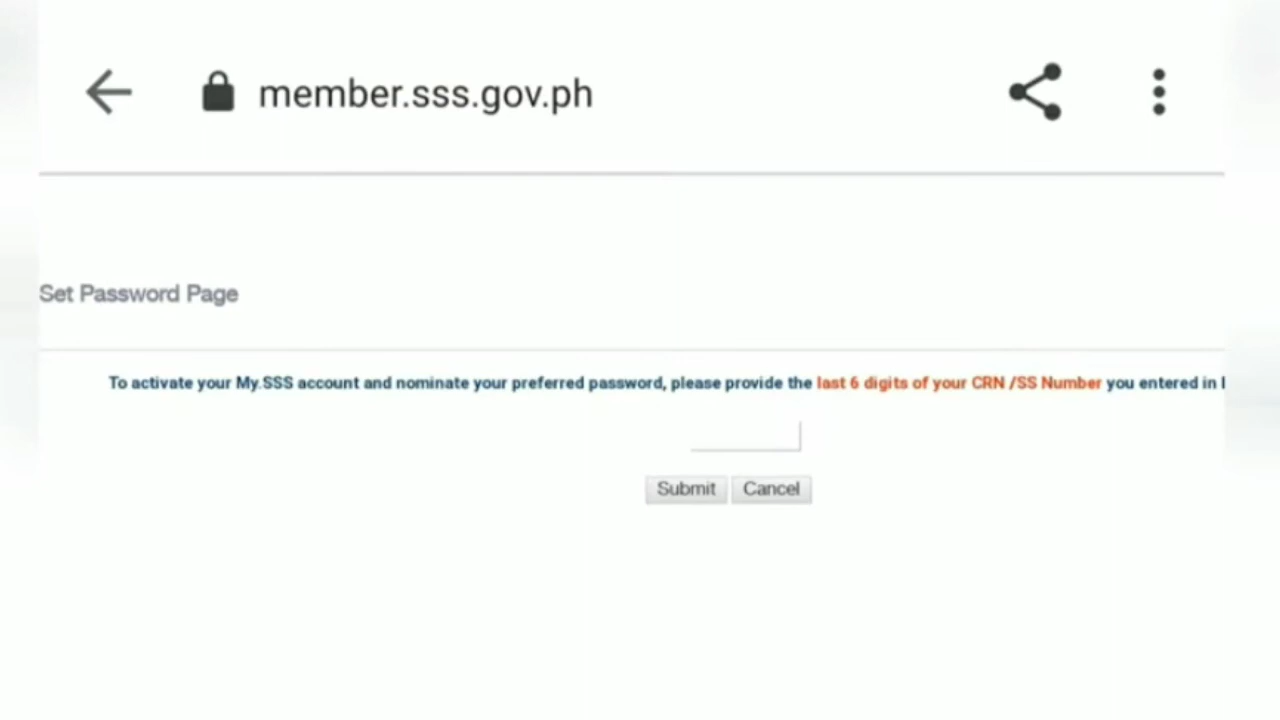 member.sss.gov.ph
Set Password Page
To activate your My.SSS account and nominate your preferred password, please provide the last 6 digits of your CRN /SS Number you entered in
Submit Cancel